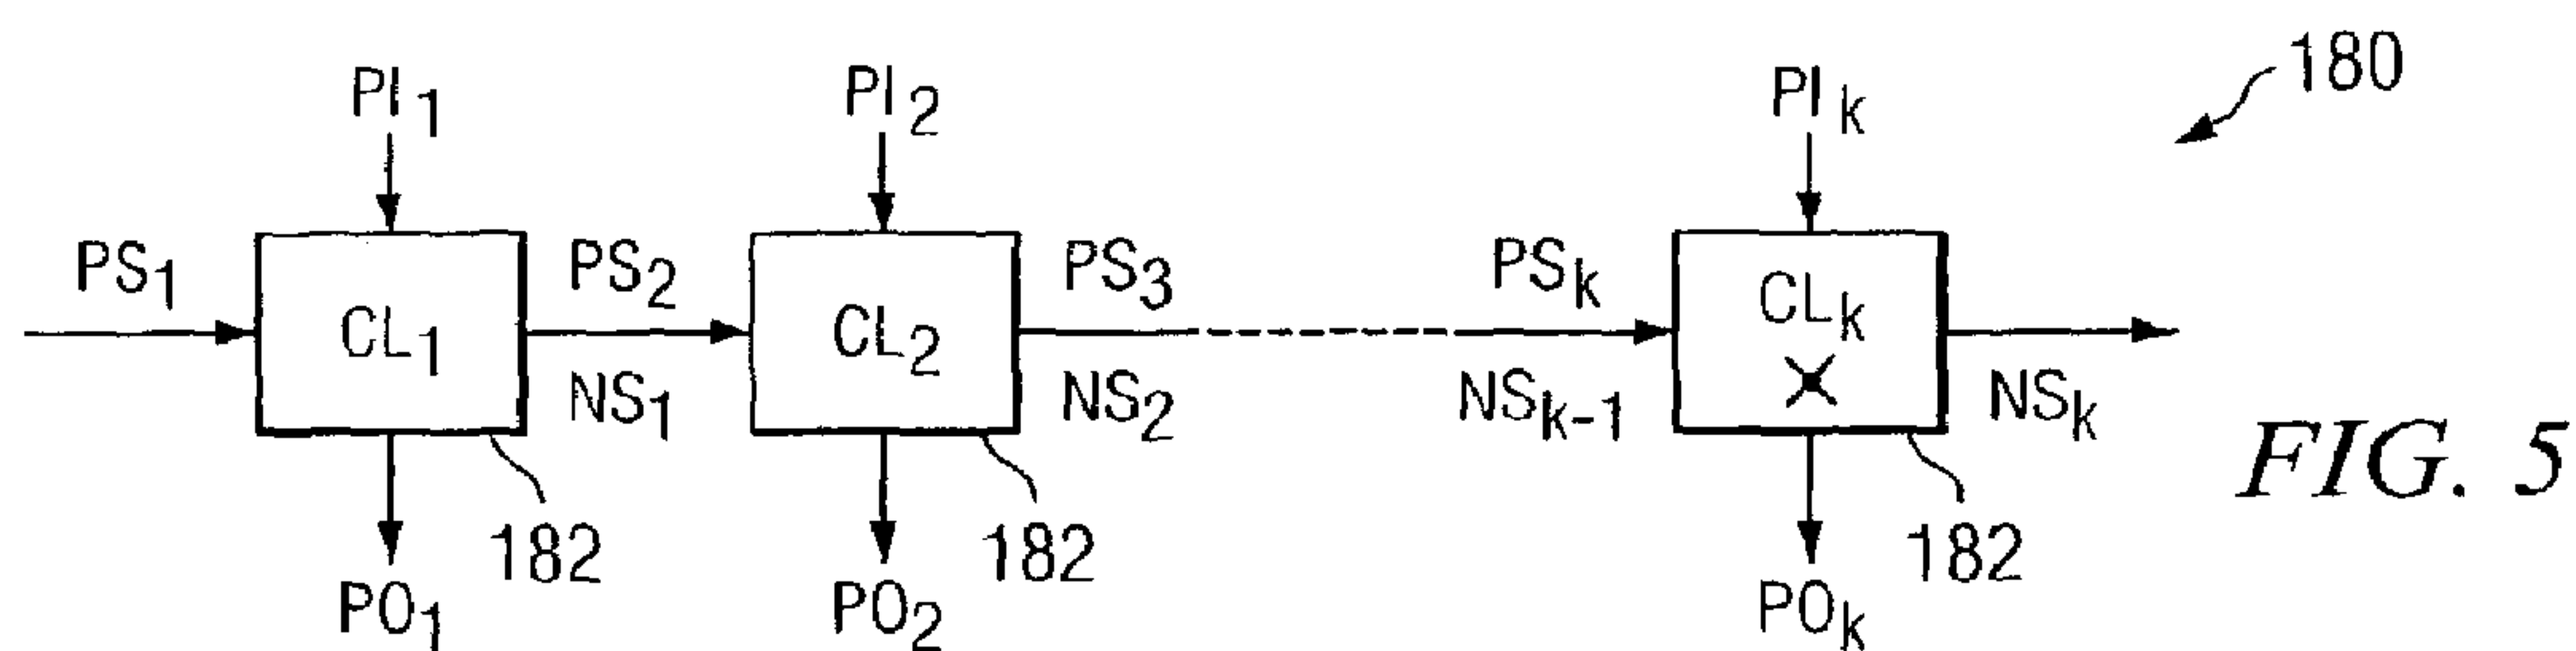 180
PI1 PI2 PIk
PS1 PS2 PS3 PSk
CL1 CL2 CLk
NS1 NS2 NSk-1 NSk
FIG. 5
182 182 182
PO1 PO2 POk